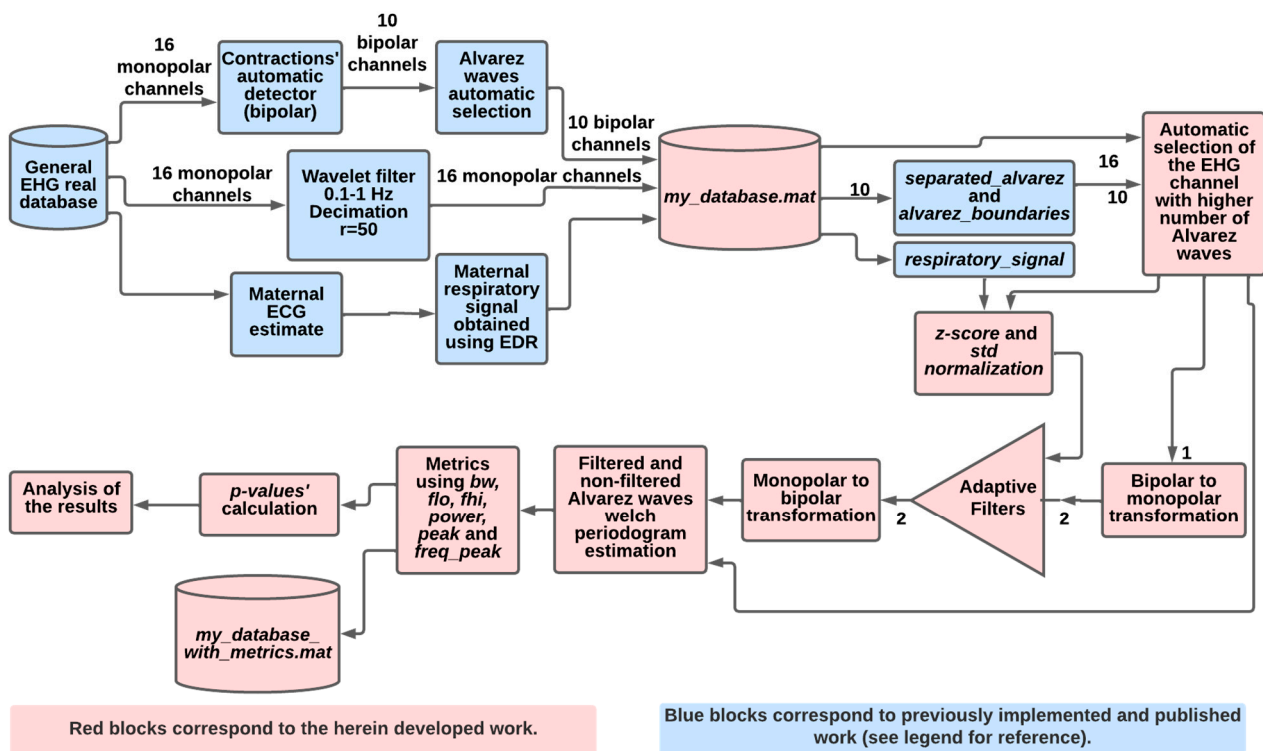 16
monopolar
channels
Contractions'
automatic
detector
(bipolar)
10
bipolar
channels
Alvarez
waves
automatic
selection
10 bipolar
channels
General
EHG real
database
16 monopolar
channels
Wavelet filter
0.1-1 Hz
Decimation
r=50
16 monopolar channels
Maternal
ECG
estimate
Maternal
respiratory
signal
obtained
using EDR
my_database.mat
10
separated_alvarez
and
alvarez_boundaries
respiratory_signal
16
10
Automatic
selection of
the EHG
channel
with higher
number of
Alvarez
waves
z-score and
std
normalization
1
Bipolar to
monopolar
transformation
2
Adaptive
Filters
2
Monopolar to
bipolar
transformation
Filtered and
non-filtered
Alvarez waves
welch
periodogram
estimation
Metrics
using bw,
flo, fhi,
power,
peak and
freq_peak
p-values'
calculation
Analysis of
the results
my_database_
with_metrics.mat
Red blocks correspond to the herein developed work.
Blue blocks correspond to previously implemented and published
work (see legend for reference).